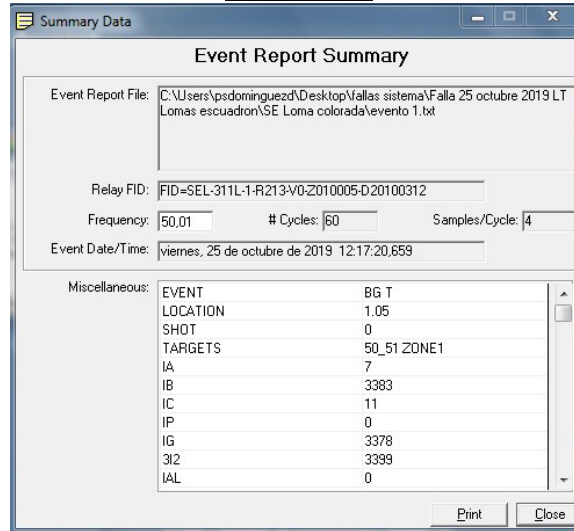 Summary Data
Event Report Summary
Event Report File: C:\Users\psdominguezd\Desktop\fallas sistema\Falla 25 octubre 2019 LT
Lomas escuadron\SE Loma colorada\evento 1.txt
Relay FID: FID=SEL-311L-1-R213-V0-Z010005-D20100312
Frequency: 50,01 # Cycles: 60 Samples/Cycle: 4
Event Date/Time: viernes, 25 de octubre de 2019 12:17:20,659
Miscellaneous: EVENT BG T
LOCATION 1.05
SHOT 0
TARGETS 50_51 ZONE1
IA 7
IB 3383
IC 11
IP 0
IG 3378
3I2 3399
IAL 0
Print Close